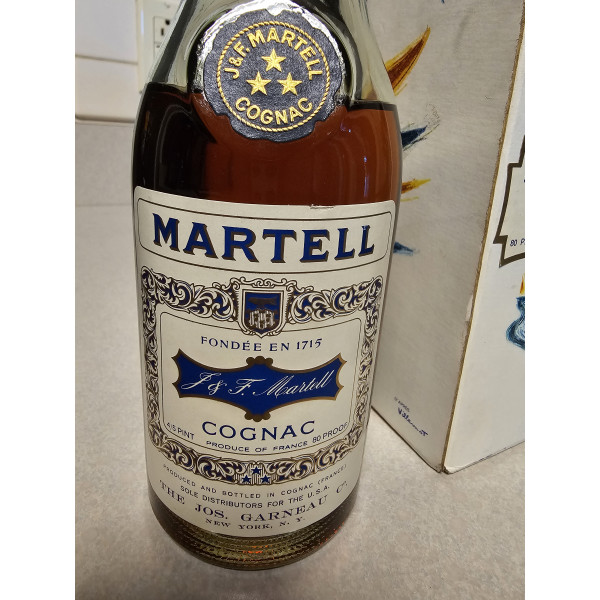 J.&F. MARTELL
COGNAC
MARTELL
FONDÉE EN 1715
J & F. Martell
COGNAC
4/5 PINT PRODUCE OF FRANCE 80 PROOF
PRODUCED AND BOTTLED IN COGNAC (FRANCE)
SOLE DISTRIBUTORS FOR THE U.S.A.
THE JOS. GARNEAU Co.
NEW YORK, N. Y.
80 P